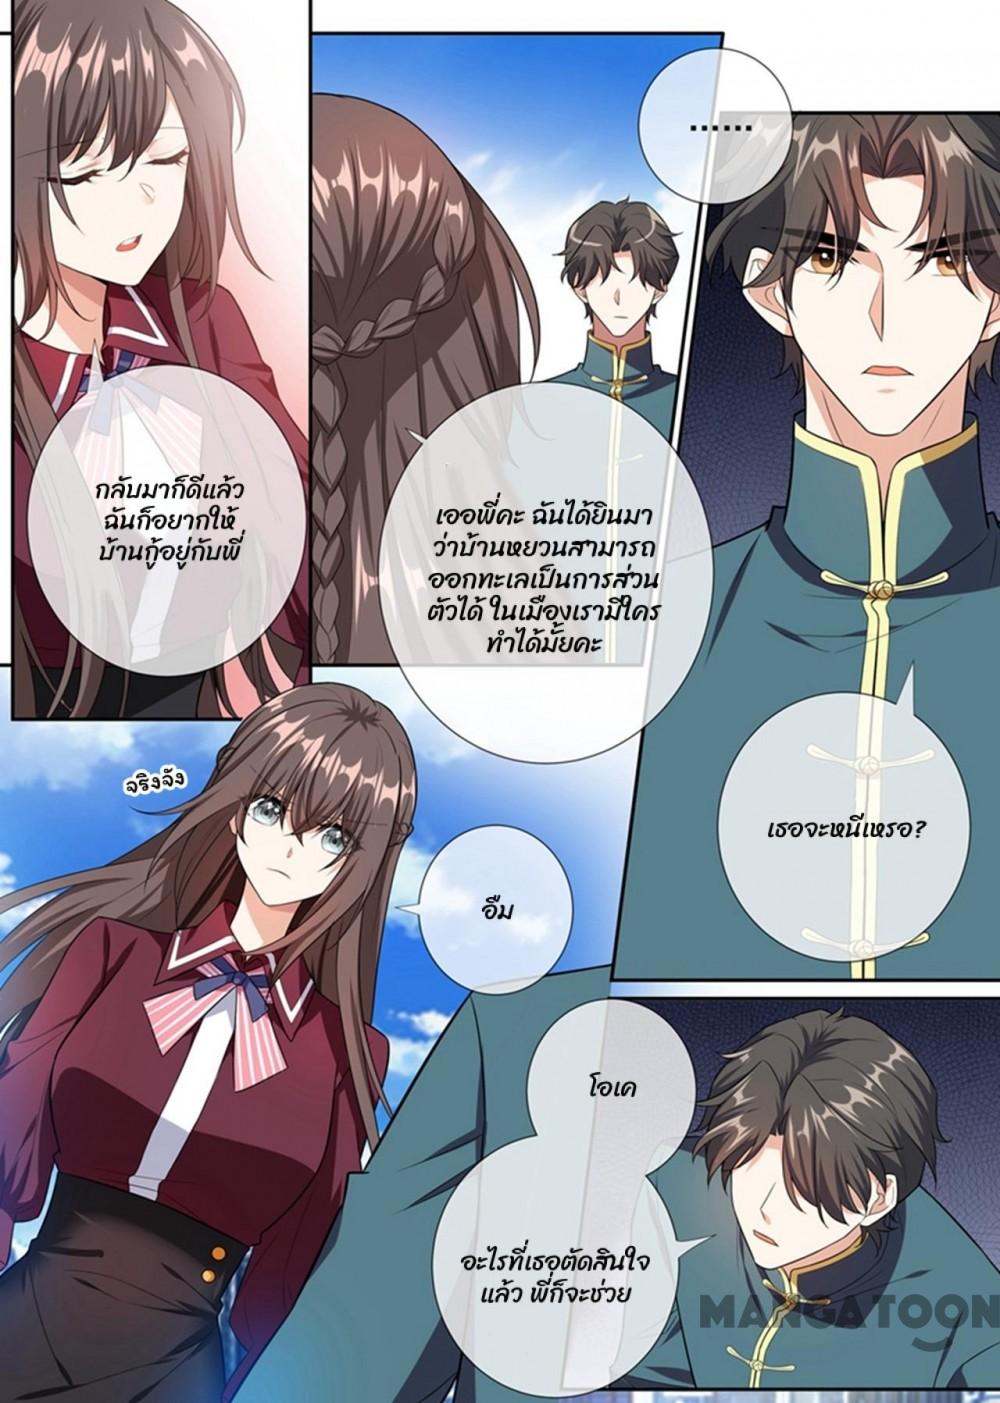 กลับมาก็ดีแล้ว
ฉันก็อยากให้
บ้านกู้อยู่กับพี่
เออพี่คะ ฉันได้ยินมา
ว่าบ้านหยวนสามารถ
ออกทะเลเป็นการส่วน
ตัวได้ ในเมืองเรามีใคร
ทำได้มั้ยคะ
......
เธอจะหนีเหรอ?
จริงจัง
อืม
โอเค
อะไรที่เธอตัดสินใจ
แล้ว พี่ก็จะช่วย
MANGATOON